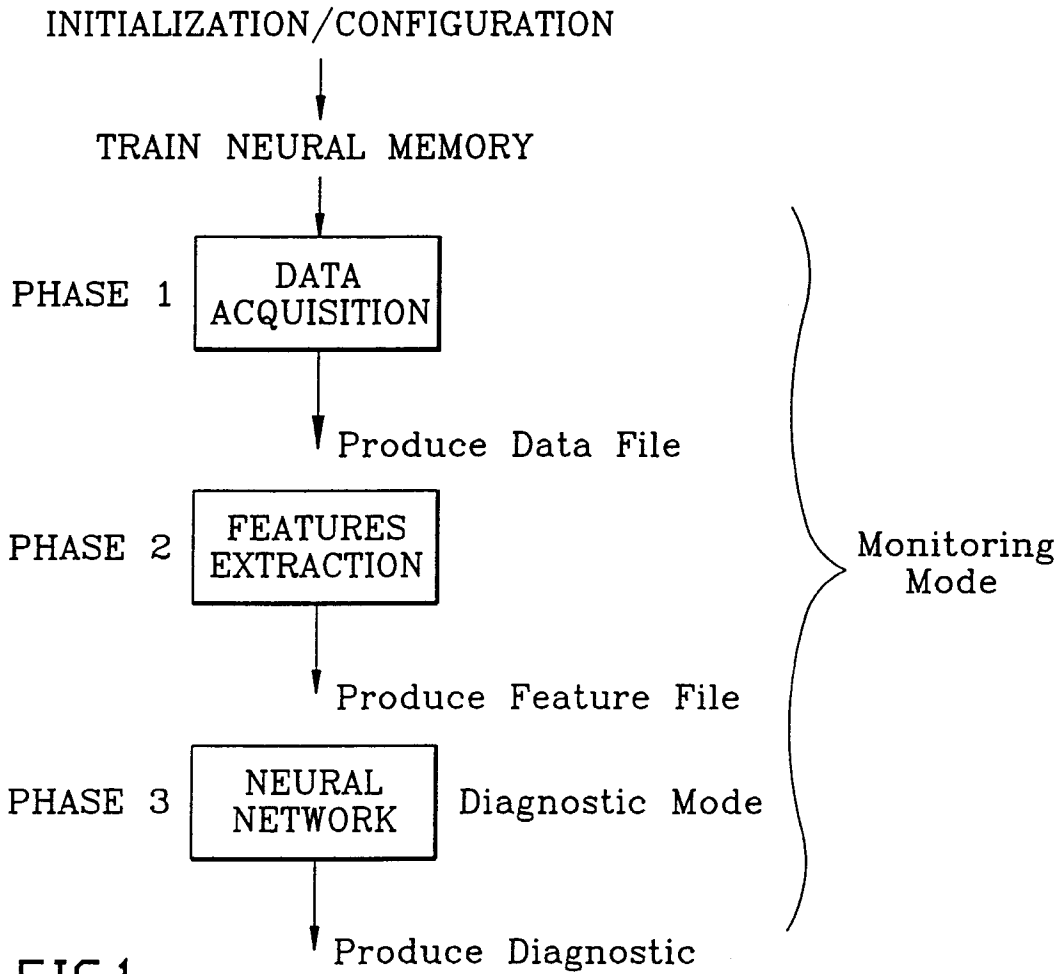 INITIALIZATION/CONFIGURATION
TRAIN NEURAL MEMORY
PHASE 1
DATA
ACQUISITION
Produce Data File
PHASE 2
FEATURES
EXTRACTION
Monitoring
Mode
Produce Feature File
PHASE 3
NEURAL
NETWORK
Diagnostic Mode
Produce Diagnostic
FIG.1